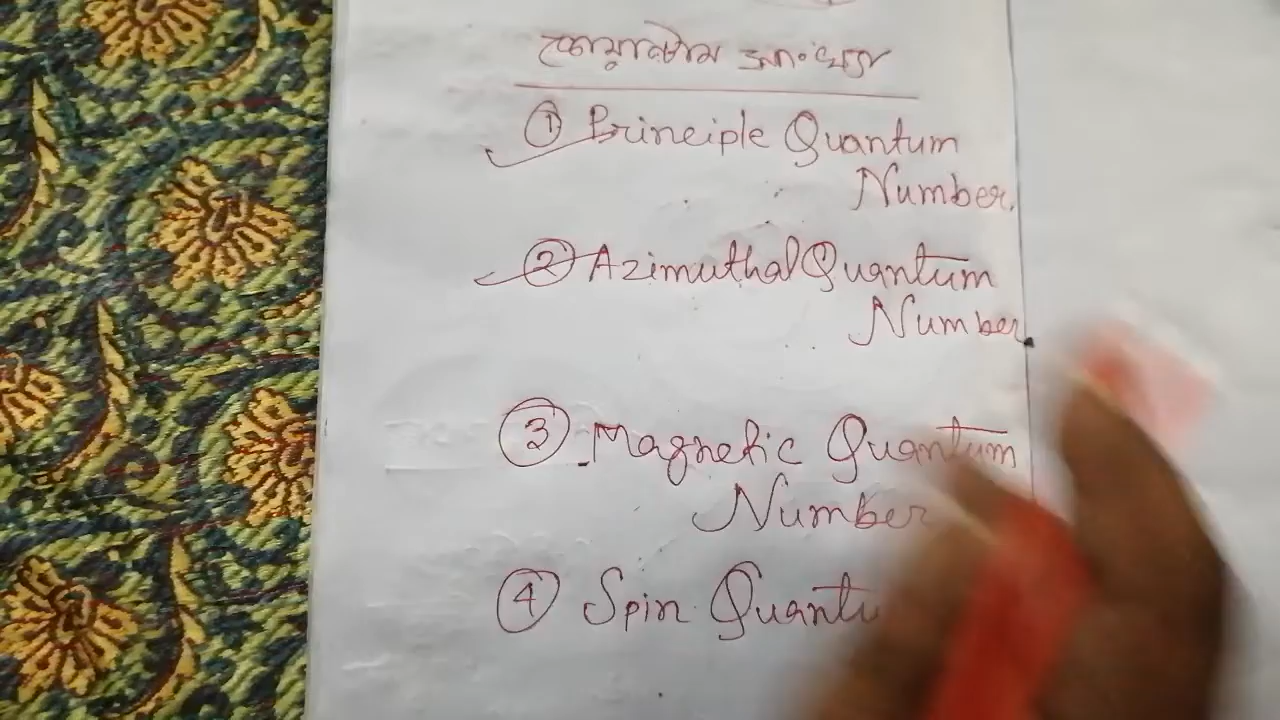 কোয়ান্টাম সংখ্যা
① Principle Quantum
Number.
② Azimuthal Quantum
Number
③ Magnetic Quantum
Number
④ Spin Quantu